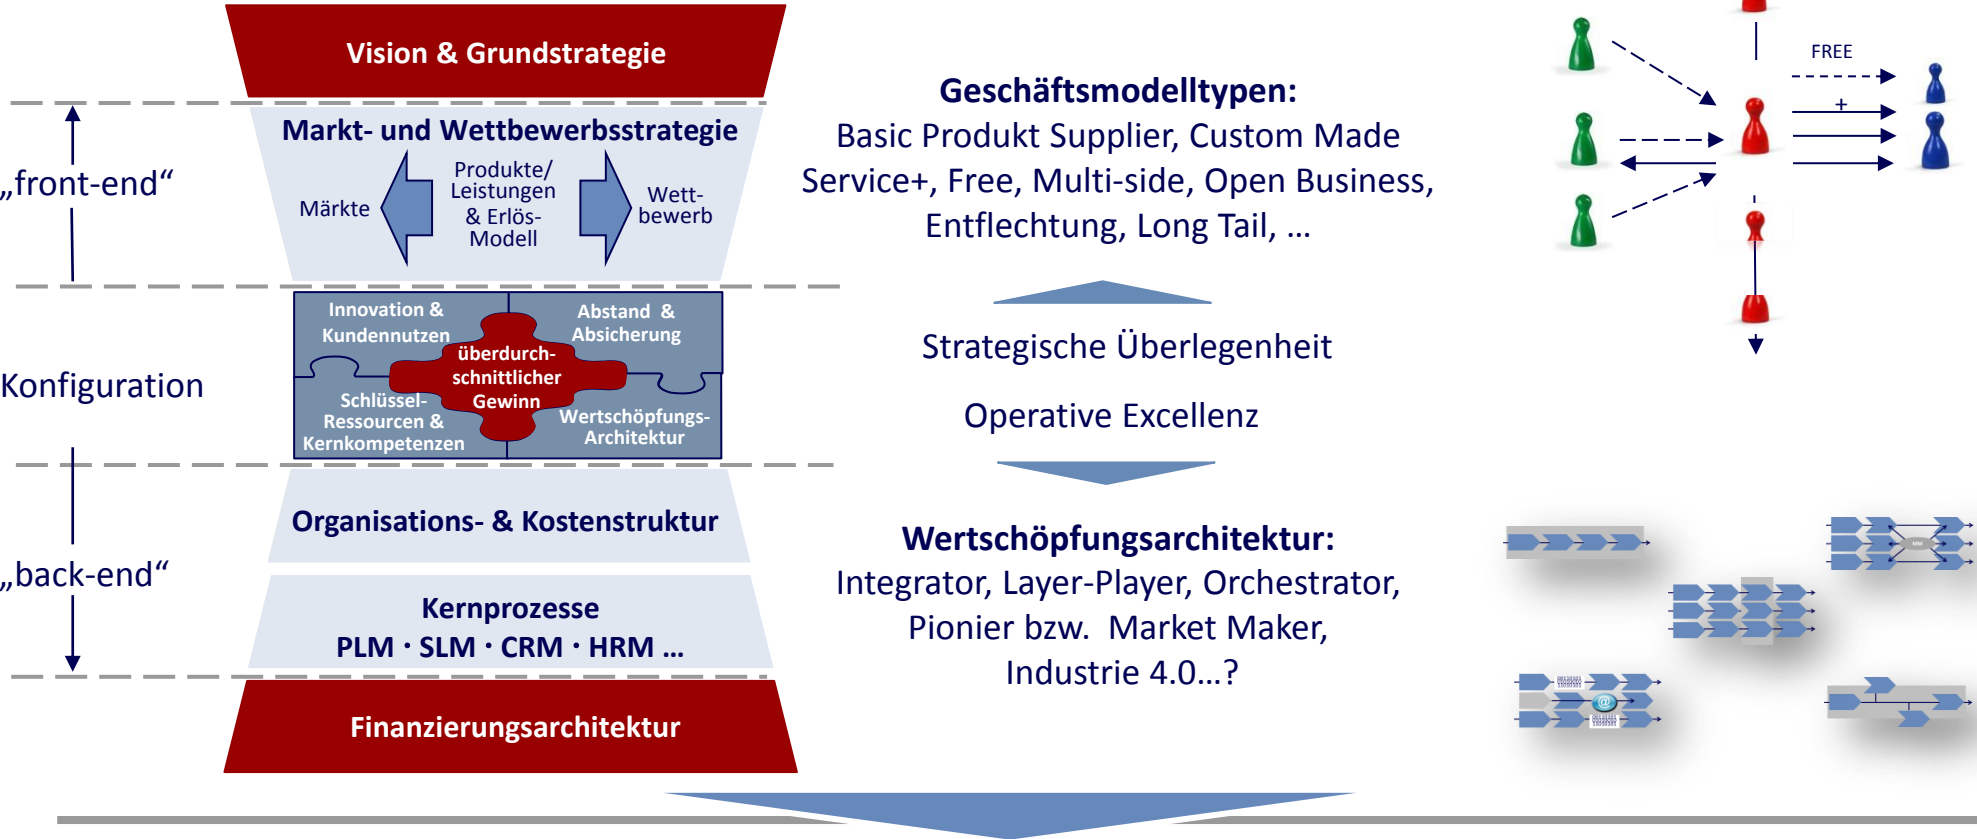 Vision & Grundstrategie
„front-end“
Markt- und Wettbewerbsstrategie
Märkte
Produkte/
Leistungen
& Erlös-
Modell
Wett-
bewerb
Konfiguration
Innovation &
Kundennutzen
Abstand &
Absicherung
überdurch-
schnittlicher
Gewinn
Schlüssel-
Ressourcen &
Kernkompetenzen
Wertschöpfungs-
Architektur
„back-end“
Organisations- & Kostenstruktur
Kernprozesse
PLM · SLM · CRM · HRM ...
Finanzierungsarchitektur
Geschäftsmodelltypen:
Basic Produkt Supplier, Custom Made
Service+, Free, Multi-side, Open Business,
Entflechtung, Long Tail, ...
Strategische Überlegenheit
Operative Excellenz
Wertschöpfungsarchitektur:
Integrator, Layer-Player, Orchestrator,
Pionier bzw. Market Maker,
Industrie 4.0...?
FREE
+
MM
@